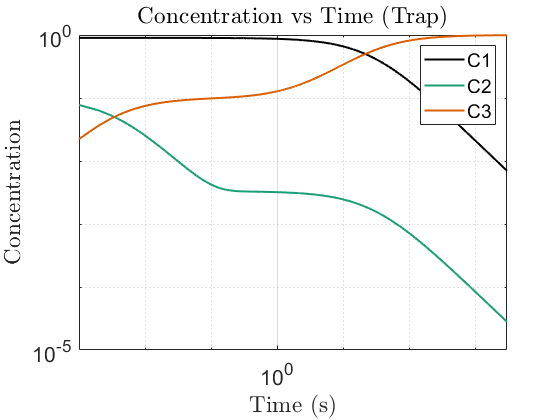 Concentration vs Time (Trap)
10^0
C1
C2
C3
Concentration
10^-5
10^0
Time (s)